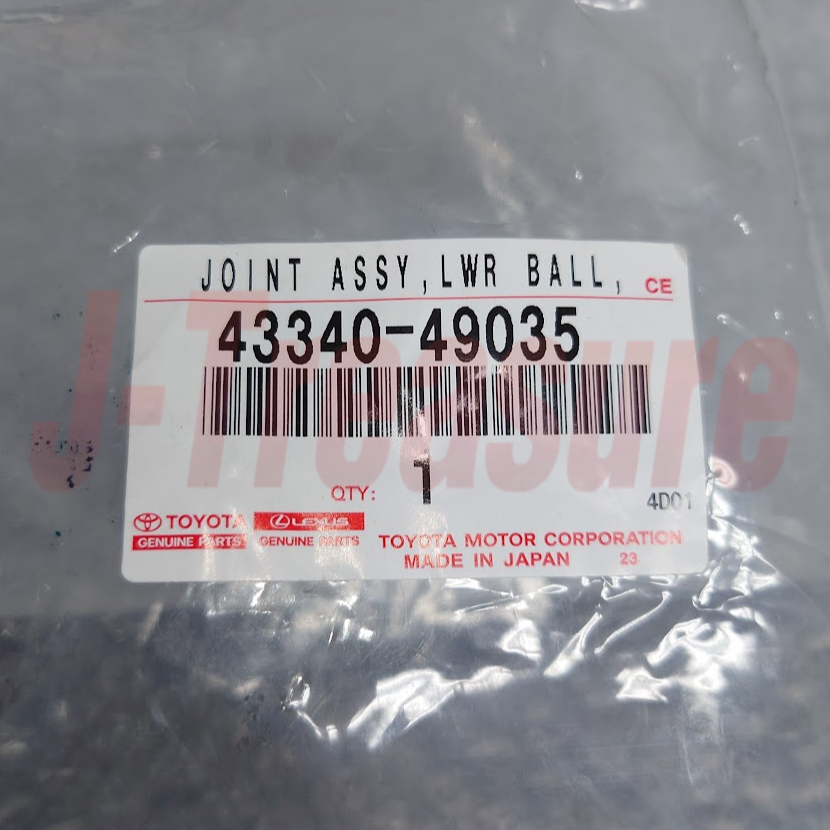 JOINT ASSY,LWR BALL,
CE
43340-49035
J-Treasure
QTY: 1
4D01
TOYOTA
GENUINE PARTS
LEXUS
GENUINE PARTS
TOYOTA MOTOR CORPORATION
MADE IN JAPAN 23